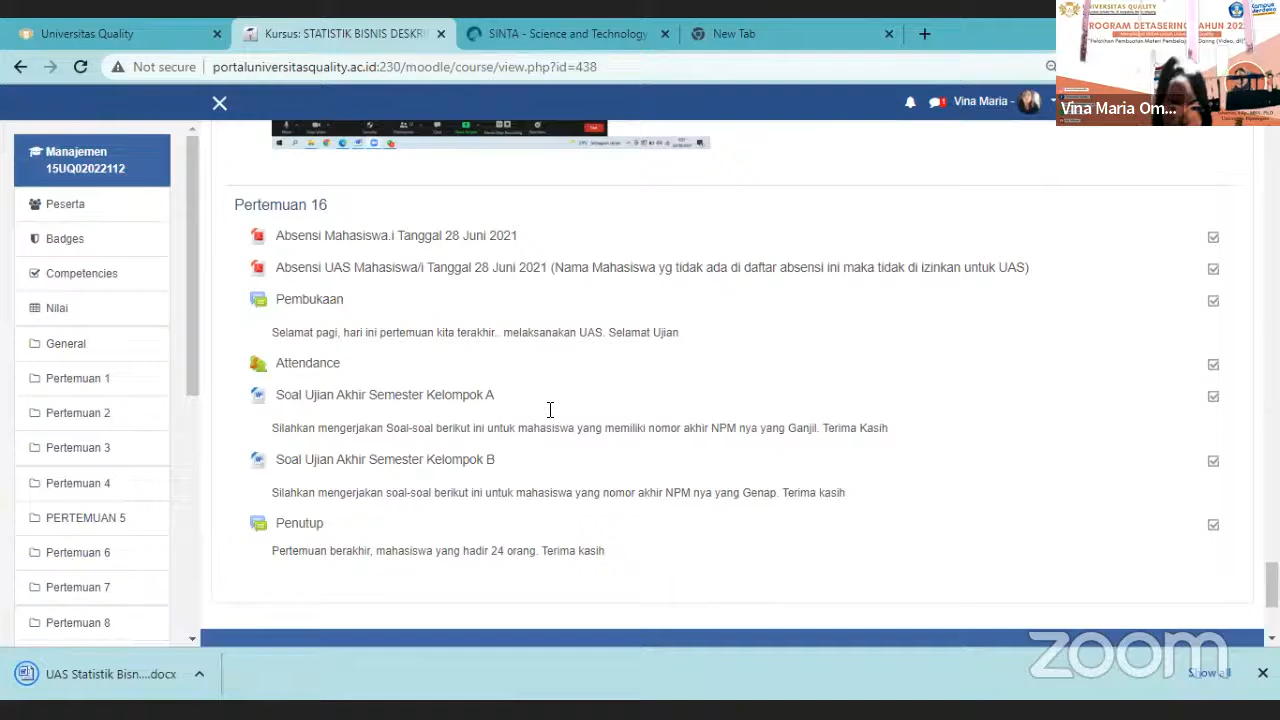 Universitas Quality
Kursus: STATISTIK BISNIS DESKRI
SINTA - Science and Technology
New Tab
Not secure
portaluniversitasquality.ac.id:230/moodle/course/view.php?id=438
UNIVERSITAS QUALITY
PROGRAM DETASERING TAHUN 202
Vina Maria Om...
Vina Maria -
Manajemen
15UQ02022112
Peserta
Badges
Competencies
Nilai
General
Pertemuan 1
Pertemuan 2
Pertemuan 3
Pertemuan 4
PERTEMUAN 5
Pertemuan 6
Pertemuan 7
Pertemuan 8
Pertemuan 16
Absensi Mahasiswa.i Tanggal 28 Juni 2021
Absensi UAS Mahasiswa/i Tanggal 28 Juni 2021 (Nama Mahasiswa yg tidak ada di daftar absensi ini maka tidak di izinkan untuk UAS)
Pembukaan
Selamat pagi, hari ini pertemuan kita terakhir.. melaksanakan UAS. Selamat Ujian
Attendance
Soal Ujian Akhir Semester Kelompok A
Silahkan mengerjakan Soal-soal berikut ini untuk mahasiswa yang memiliki nomor akhir NPM nya yang Ganjil. Terima Kasih
Soal Ujian Akhir Semester Kelompok B
Silahkan mengerjakan soal-soal berikut ini untuk mahasiswa yang nomor akhir NPM nya yang Genap. Terima kasih
Penutup
Pertemuan berakhir, mahasiswa yang hadir 24 orang. Terima kasih
zoom
UAS Statistik Bisn....docx
Show all